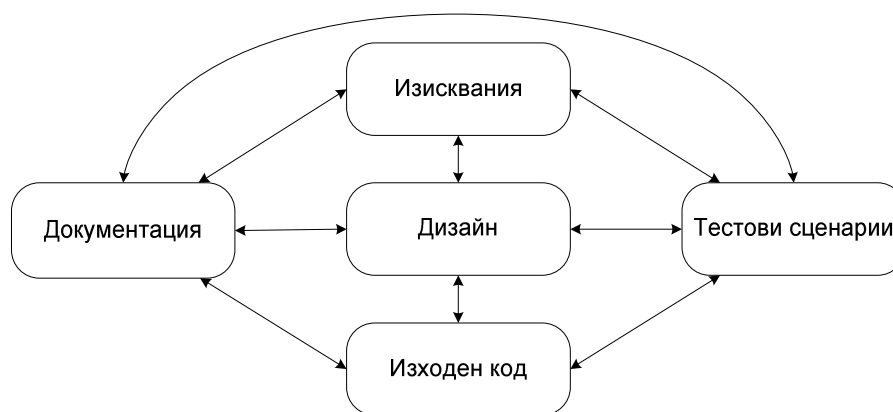 Изисквания
Документация
Дизайн
Тестови сценарии
Изходен код